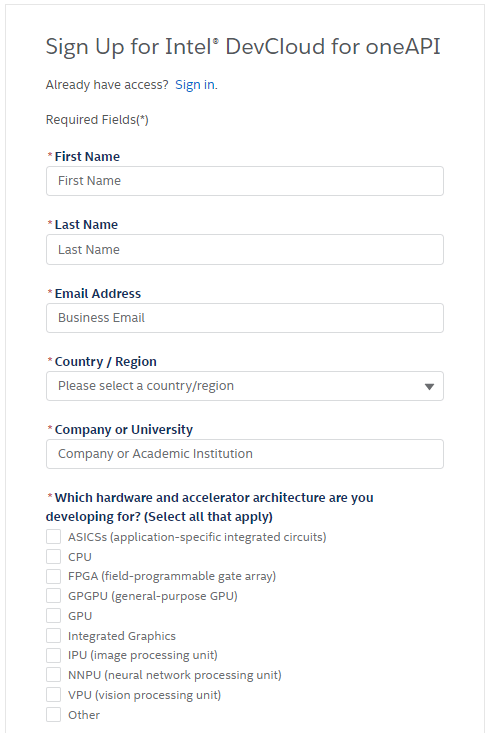 Sign Up for Intel® DevCloud for oneAPI
Already have access? Sign in.
Required Fields(*)
*First Name
First Name
*Last Name
Last Name
*Email Address
Business Email
*Country / Region
Please select a country/region
*Company or University
Company or Academic Institution
*Which hardware and accelerator architecture are you
developing for? (Select all that apply)
ASICSs (application-specific integrated circuits)
CPU
FPGA (field-programmable gate array)
GPGPU (general-purpose GPU)
GPU
Integrated Graphics
IPU (image processing unit)
NNPU (neural network processing unit)
VPU (vision processing unit)
Other